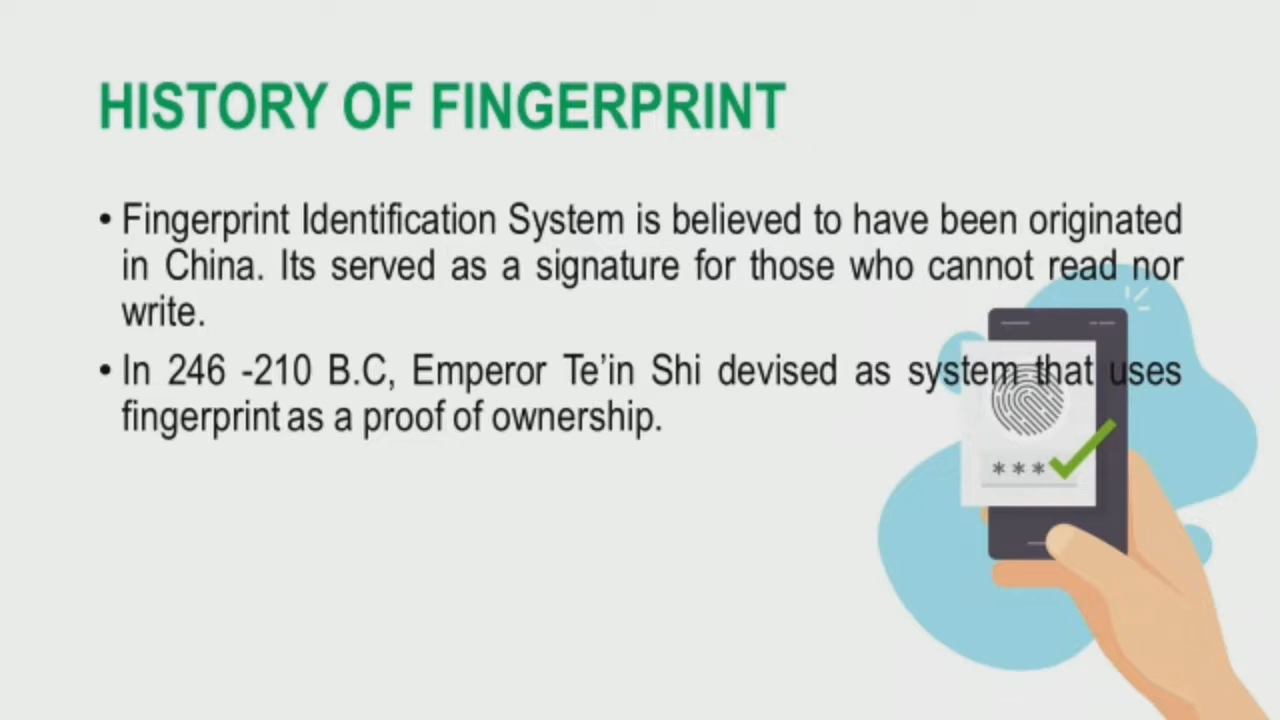 HISTORY OF FINGERPRINT
• Fingerprint Identification System is believed to have been originated
in China. Its served as a signature for those who cannot read nor
write.
• In 246 -210 B.C, Emperor Te’in Shi devised as system that uses
fingerprint as a proof of ownership.
***